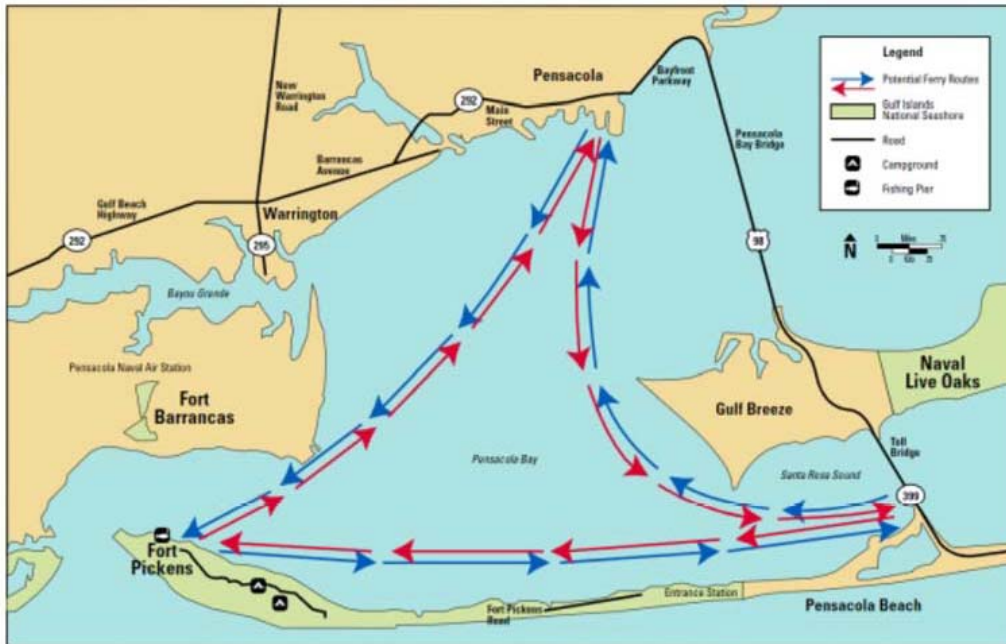 Legend
Potential Ferry Routes
Gulf Islands
National Seashore
Road
Campground
Fishing Pier
N
Miles
New
Warrington
Road
Pensacola
292
Main
Street
Bayfront
Parkway
Pensacola
Bay Bridge
Barrancas
Avenue
Gulf Beach
Highway
Warrington
292
295
98
Bayou Grande
Pensacola Naval Air Station
Fort
Barrancas
Naval
Live Oaks
Gulf Breeze
Toll
Bridge
Pensacola Bay
Santa Rosa Sound
399
Fort
Pickens
Fort Pickens
Road
Entrance Station
Pensacola Beach